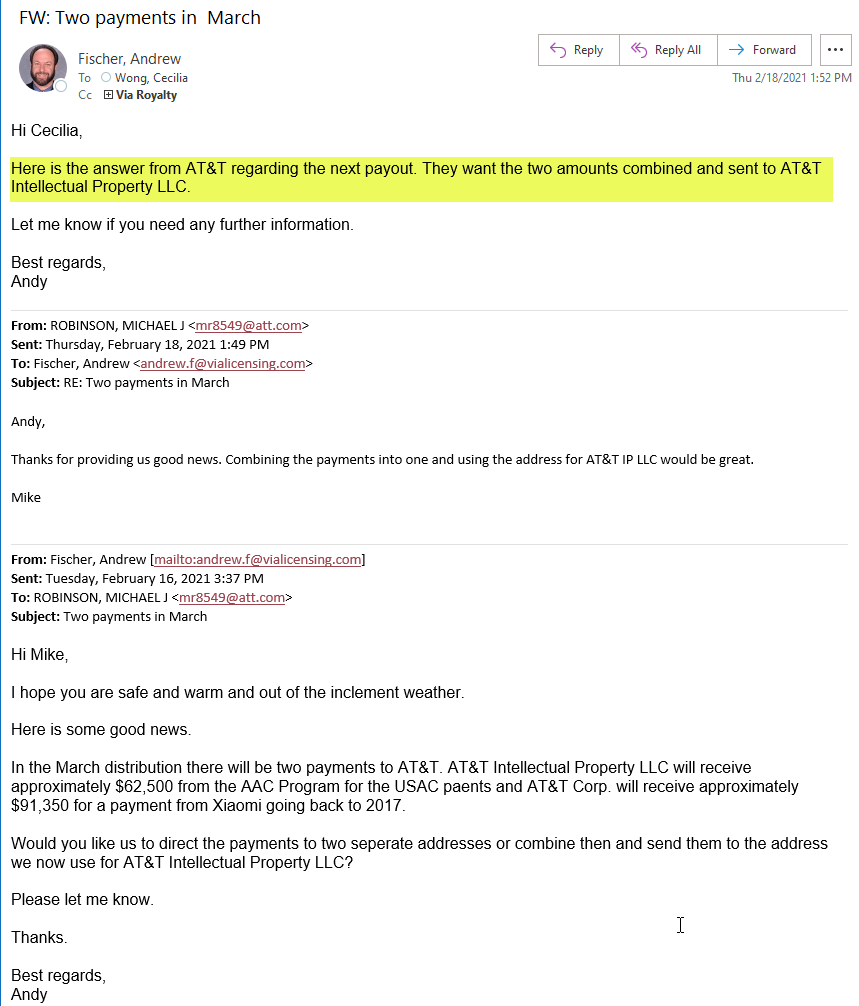 FW: Two payments in  March
Fischer, Andrew
To Wong, Cecilia
Cc Via Royalty
Reply
Reply All
Forward
Thu 2/18/2021 1:52 PM
Hi Cecilia,
Here is the answer from AT&T regarding the next payout. They want the two amounts combined and sent to AT&T
Intellectual Property LLC.
Let me know if you need any further information.
Best regards,
Andy
From: ROBINSON, MICHAEL J <mr8549@att.com>
Sent: Thursday, February 18, 2021 1:49 PM
To: Fischer, Andrew <andrew.f@vialicensing.com>
Subject: RE: Two payments in March
Andy,
Thanks for providing us good news. Combining the payments into one and using the address for AT&T IP LLC would be great.
Mike
From: Fischer, Andrew [mailto:andrew.f@vialicensing.com]
Sent: Tuesday, February 16, 2021 3:37 PM
To: ROBINSON, MICHAEL J <mr8549@att.com>
Subject: Two payments in March
Hi Mike,
I hope you are safe and warm and out of the inclement weather.
Here is some good news.
In the March distribution there will be two payments to AT&T. AT&T Intellectual Property LLC will receive
approximately $62,500 from the AAC Program for the USAC paents and AT&T Corp. will receive approximately
$91,350 for a payment from Xiaomi going back to 2017.
Would you like us to direct the payments to two seperate addresses or combine then and send them to the address
we now use for AT&T Intellectual Property LLC?
Please let me know.
Thanks.
Best regards,
Andy